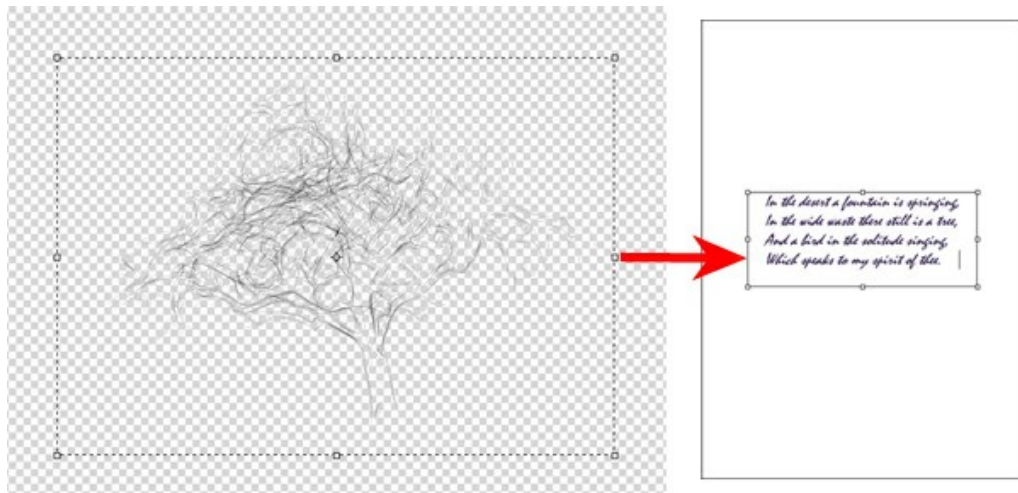 In the desert a fountain is springing,
In the wide waste there still is a tree,
And a bird in the solitude singing,
Which speaks to my spirit of thee.